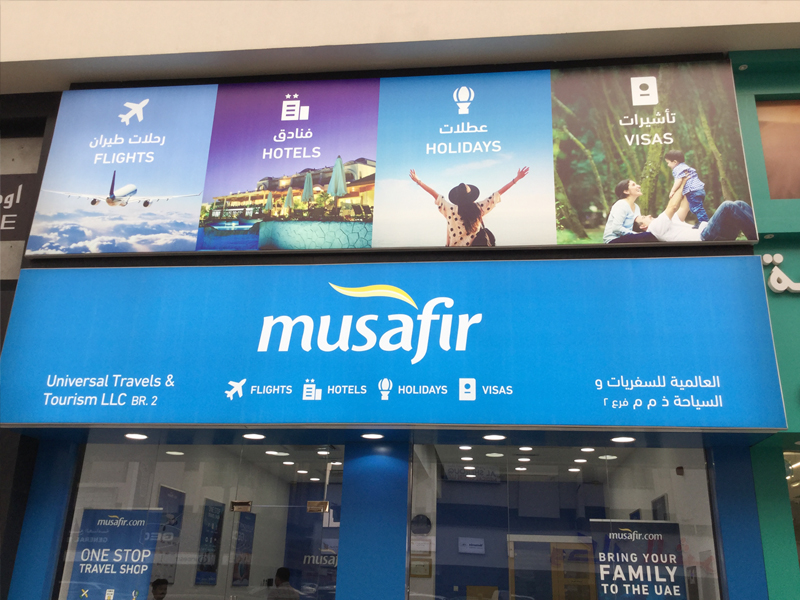 رحلات طيران
FLIGHTS
فنادق
HOTELS
عطلات
HOLIDAYS
تأشيرات
VISAS
musafir
Universal Travels &
Tourism LLC BR. 2
FLIGHTS
HOTELS
HOLIDAYS
VISAS
العالمية للسفريات و
السياحة ذ م م فرع ٢
musafir.com
ONE STOP
TRAVEL SHOP
musafir.com
BRING YOUR
FAMILY
TO THE UAE